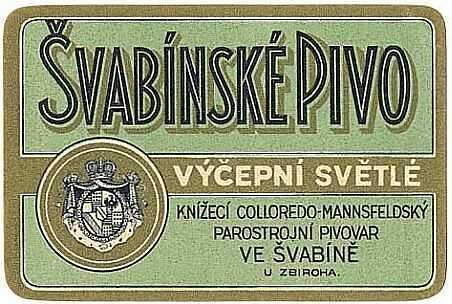 ŠVABÍNSKÉ PIVO
VÝČEPNÍ SVĚTLÉ
KNÍŽECÍ COLLOREDO-MANNSFELDSKÝ
PAROSTROJNÍ PIVOVAR
VE ŠVABÍNĚ
U ZBIROHA.